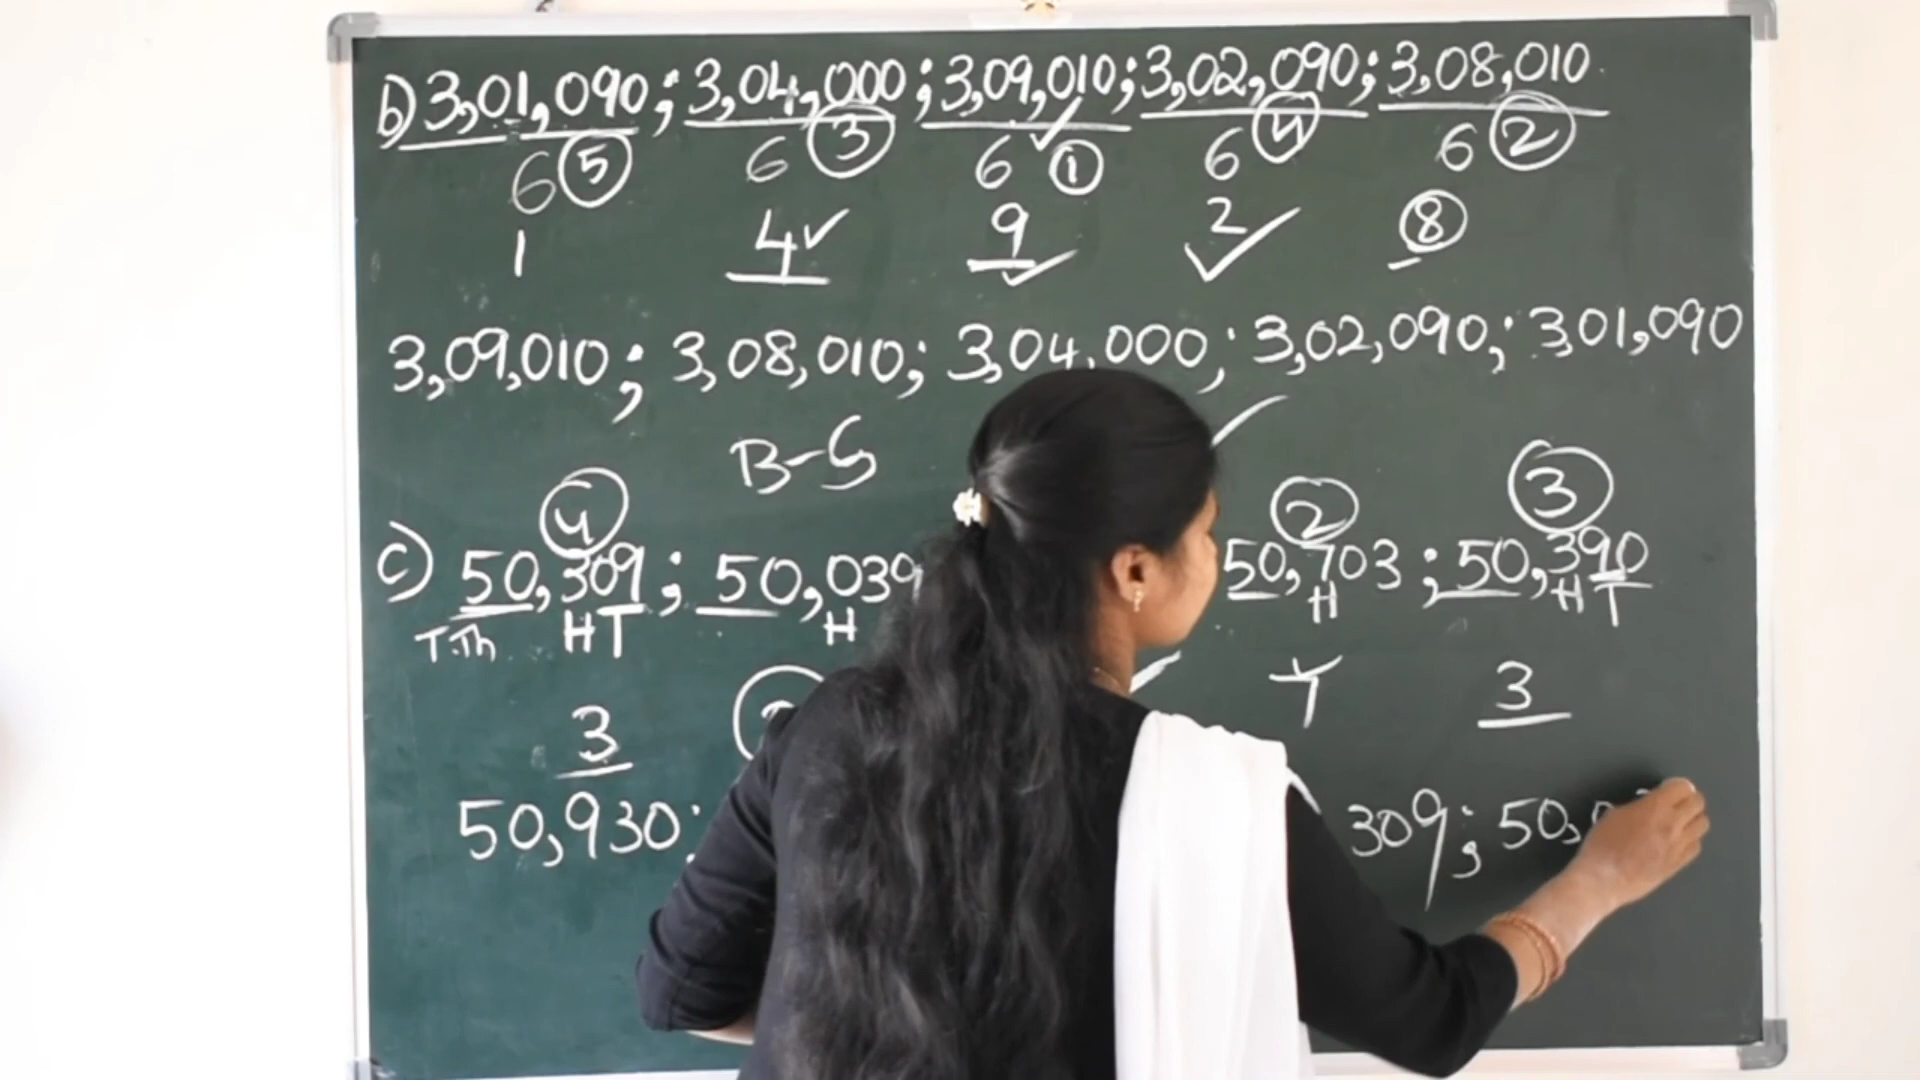 b) 3,01,090 ; 3,04,000 ; 3,09,010 ; 3,02,090 ; 3,08,010
6 5 6 3 6 1 6 4 6 2
1 4 9 2 8
3,09,010 ; 3,08,010 ; 3,04,000 ; 3,02,090 ; 3,01,090
B-S
4 2 3
c) 50,309 ; 50,039 50,703 ; 50,390
T.Th H T H H H T
3 7 3
50,930 ; 309 ; 50,